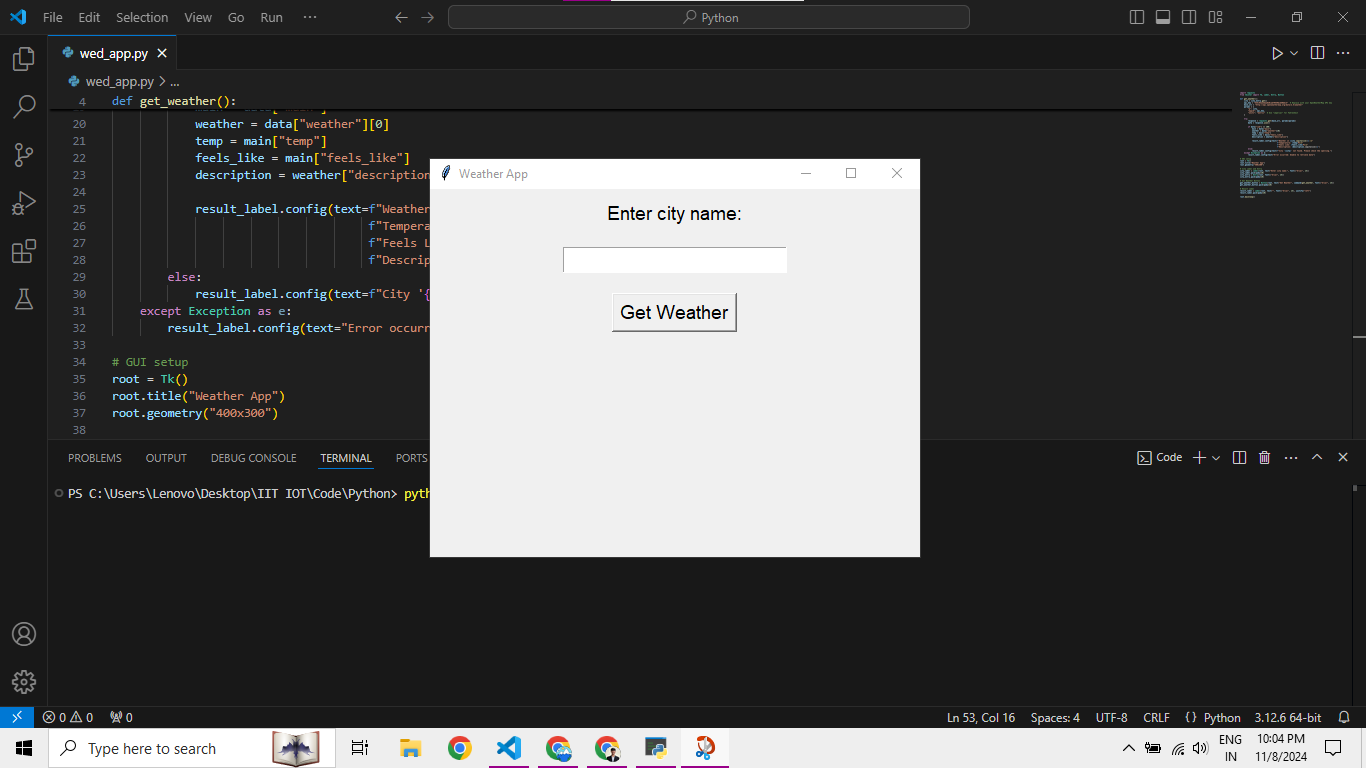 File Edit Selection View Go Run ···
Python
wed_app.py
wed_app.py > ...
4 def get_weather():
20 weather = data["weather"][0]
21 temp = main["temp"]
22 feels_like = main["feels_like"]
23 description = weather["description
24
25 result_label.config(text=f"Weather
26 f"Tempera
27 f"Feels L
28 f"Descrip
29 else:
30 result_label.config(text=f"City '{
31 except Exception as e:
32 result_label.config(text="Error occurr
33
34 # GUI setup
35 root = Tk()
36 root.title("Weather App")
37 root.geometry("400x300")
38
Weather App
Enter city name:
Get Weather
PROBLEMS OUTPUT DEBUG CONSOLE TERMINAL PORTS
Code
PS C:\Users\Lenovo\Desktop\IIT IOT\Code\Python> pyth
0 0 0
Ln 53, Col 16 Spaces: 4 UTF-8 CRLF {} Python 3.12.6 64-bit
Type here to search
ENG
IN
10:04 PM
11/8/2024